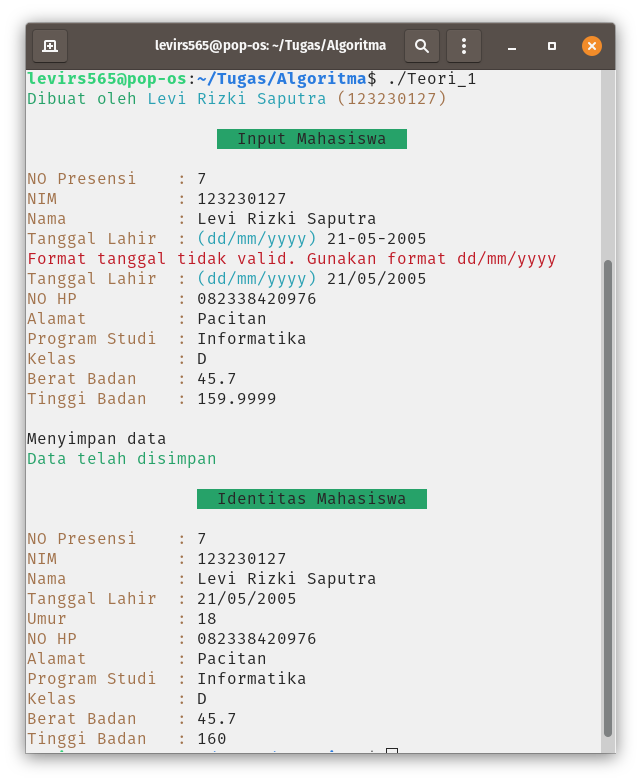 levirs565@pop-os: ~/Tugas/Algoritma
levirs565@pop-os:~/Tugas/Algoritma$ ./Teori_1
Dibuat oleh Levi Rizki Saputra (123230127)
Input Mahasiswa
NO Presensi : 7
NIM : 123230127
Nama : Levi Rizki Saputra
Tanggal Lahir : (dd/mm/yyyy) 21-05-2005
Format tanggal tidak valid. Gunakan format dd/mm/yyyy
Tanggal Lahir : (dd/mm/yyyy) 21/05/2005
NO HP : 082338420976
Alamat : Pacitan
Program Studi : Informatika
Kelas : D
Berat Badan : 45.7
Tinggi Badan : 159.9999
Menyimpan data
Data telah disimpan
Identitas Mahasiswa
NO Presensi : 7
NIM : 123230127
Nama : Levi Rizki Saputra
Tanggal Lahir : 21/05/2005
Umur : 18
NO HP : 082338420976
Alamat : Pacitan
Program Studi : Informatika
Kelas : D
Berat Badan : 45.7
Tinggi Badan : 160